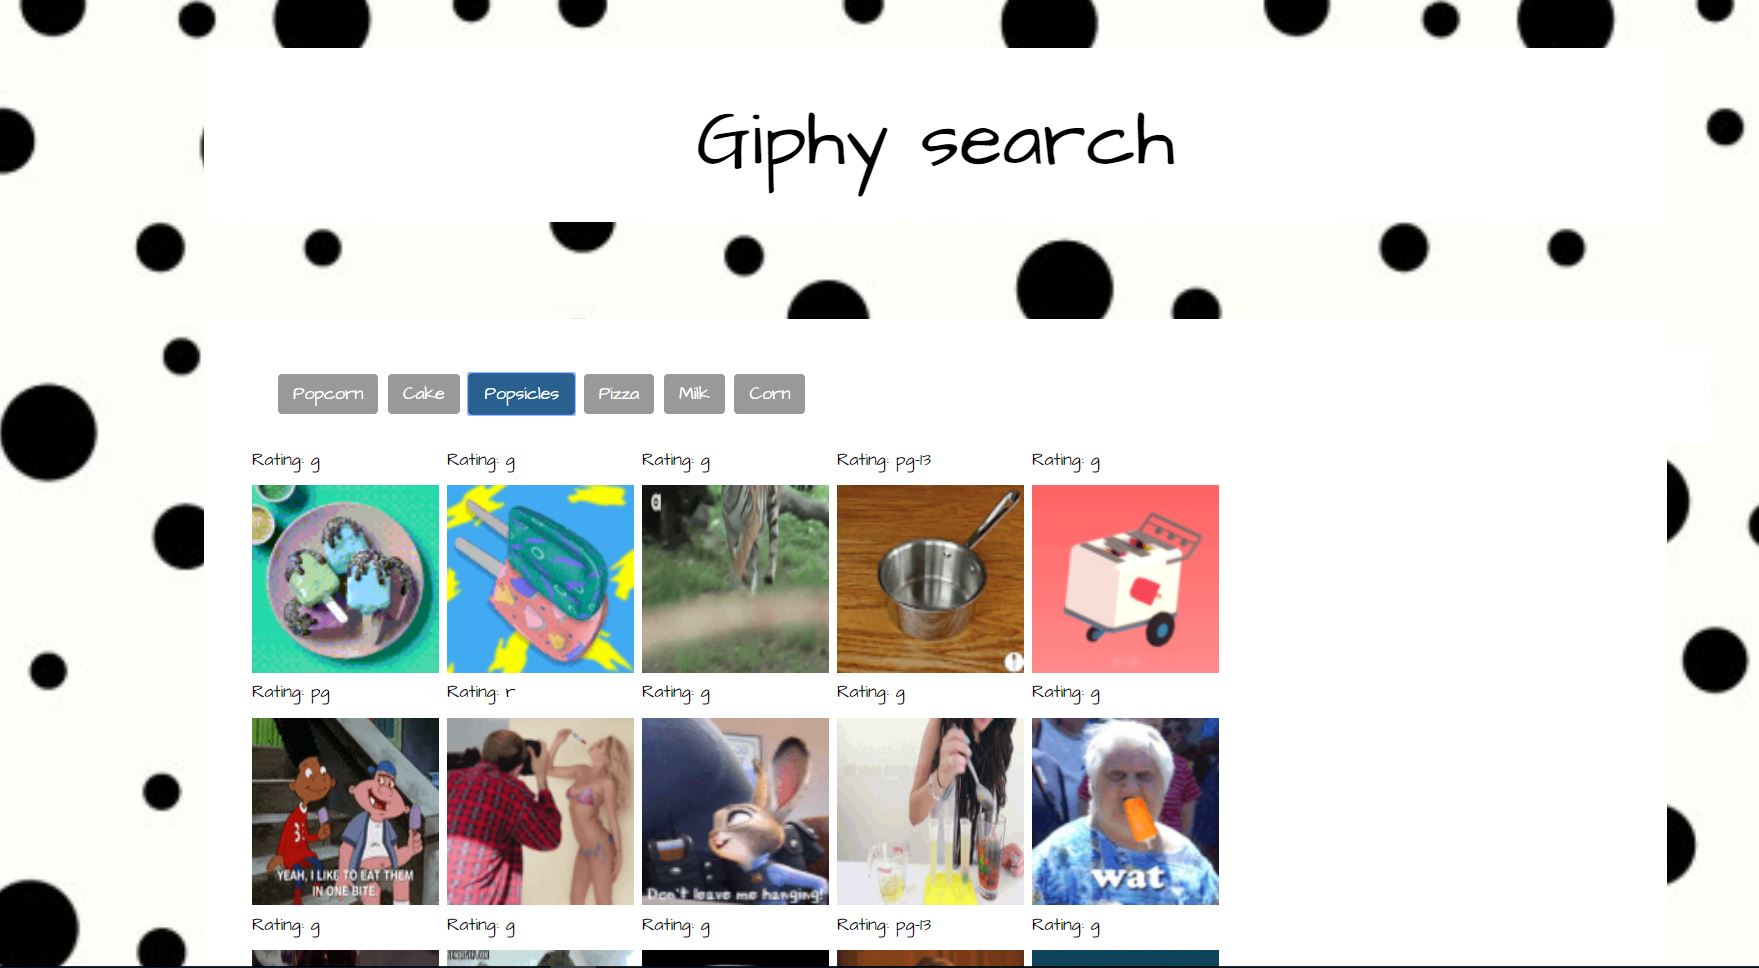 Giphy search
Popcorn Cake Popsicles Pizza Milk Corn
Rating: g Rating: g Rating: g Rating: pg-13 Rating: g
a
Rating: pg Rating: r Rating: g Rating: g Rating: g
YEAH, I LIKE TO EAT THEM
IN ONE BITE.
Don't leave me hanging!
wat
Rating: g Rating: g Rating: g Rating: pg-13 Rating: g